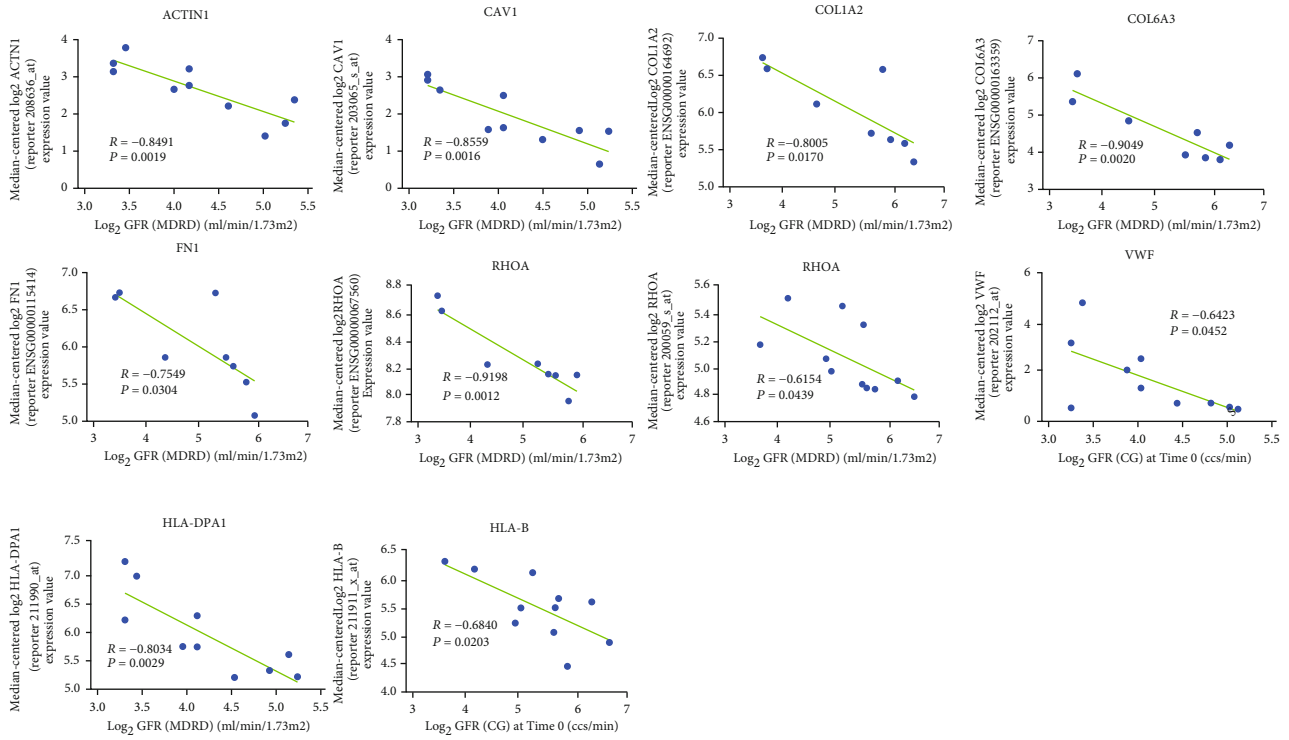 ACTIN1
Median-centered log2 ACTN1
(reporter 208636_at)
expression value
4
3
2
1
0
R = −0.8491
P = 0.0019
3.0
3.5
4.0
4.5
5.0
5.5
Log2 GFR (MDRD) (ml/min/1.73m2)
CAV1
Median-centered log2 CAV1
(reporter 203065_s_at)
expression value
4
3
2
1
0
R = −0.8559
P = 0.0016
3.0
3.5
4.0
4.5
5.0
5.5
Log2 GFR (MDRD) (ml/min/1.73m2)
COL1A2
Median-centeredLog2 COL1A2
(reporter ENSG00000164692)
expression value
7.0
6.5
6.0
5.5
5.0
R = −0.8005
P = 0.0170
3
4
5
6
7
Log2 GFR (MDRD) (ml/min/1.73m2)
COL6A3
Median-centered log2 COL6A3
(reporter ENSG00000163359)
expression value
7
6
5
4
3
R = −0.9049
P = 0.0020
3
4
5
6
7
Log2 GFR (MDRD) (ml/min/1.73m2)
FN1
Median-centered log2 FN1
(reporter ENSG00000115414)
expression value
7.0
6.5
6.0
5.5
5.0
R = −0.7549
P = 0.0304
3
4
5
6
7
Log2 GFR (MDRD) (ml/min/1.73m2)
RHOA
Median-centered log2RHOA
(reporter ENSG00000067560)
Expression value
8.8
8.6
8.4
8.2
8.0
7.8
R = −0.9198
P = 0.0012
3
4
5
6
7
Log2 GFR (MDRD) (ml/min/1.73m2)
RHOA
Median-centered log2 RHOA
(reporter 200059_s_at)
expression value
5.6
5.4
5.2
5.0
4.8
4.6
R = −0.6154
P = 0.0439
3
4
5
6
7
Log2 GFR (MDRD) (ml/min/1.73m2)
VWF
Median-centered log2 VWF
(reporter 202112_at)
expression value
6
4
2
0
R = −0.6423
P = 0.0452
3.0
3.5
4.0
4.5
5.0
5.5
Log2 GFR (CG) at Time 0 (ccs/min)
HLA-DPA1
Median-centered log2 HLA-DPA1
(reporter 211990_at)
expression value
7.5
7.0
6.5
6.0
5.5
5.0
R = −0.8034
P = 0.0029
3.0
3.5
4.0
4.5
5.0
5.5
Log2 GFR (MDRD) (ml/min/1.73m2)
HLA-B
Median-centeredLog2 HLA-B
(reporter 211911_x_at)
expression value
6.5
6.0
5.5
5.0
4.5
4.0
R = −0.6840
P = 0.0203
3
4
5
6
7
Log2 GFR (CG) at Time 0 (ccs/min)